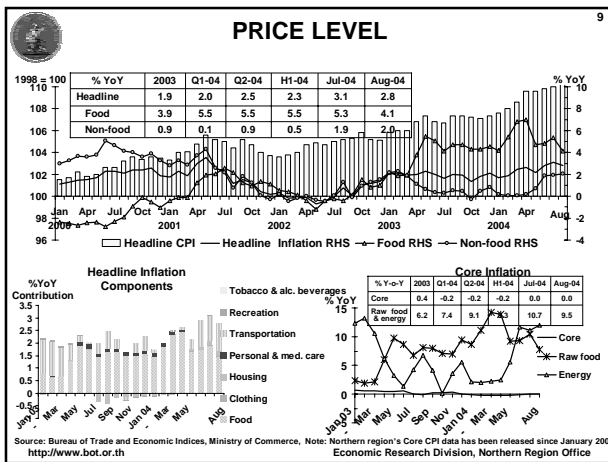 9
PRICE LEVEL
1998 = 100
% YoY
% YoY 2003 Q1-04 Q2-04 H1-04 Jul-04 Aug-04
Headline 1.9 2.0 2.5 2.3 3.1 2.8
Food 3.9 5.5 5.5 5.5 5.3 4.1
Non-food 0.9 0.1 0.9 0.5 1.9 2.0
110
108
106
104
102
100
98
96
10
8
6
4
2
0
-2
-4
Jan Apr Jul Oct Jan Apr Jul Oct Jan Apr Jul Oct Jan Apr Jul Oct Jan Apr Aug
2000 2001 2002 2003 2004
Headline CPI Headline Inflation RHS Food RHS Non-food RHS
Headline Inflation Components
%YoY Contribution
3.5
3
2.5
2
1.5
1
0.5
0
-0.5
Jan 03 Mar May Jul Sep Nov Jan 04 Mar May Aug
Tobacco & alc. beverages
Recreation
Transportation
Personal & med. care
Housing
Clothing
Food
Core Inflation
% YoY
% Y-o-Y 2003 Q1-04 Q2-04 H1-04 Jul-04 Aug-04
Core 0.4 -0.2 -0.2 -0.2 0.0 0.0
Raw food & energy 6.2 7.4 9.1 10.7 9.5
15
10
5
0
Jan 03 Mar May Jul Sep Nov Jan 04 Mar May Aug
Core
Raw food
Energy
Source: Bureau of Trade and Economic Indices, Ministry of Commerce, Note: Northern region's Core CPI data has been released since January 200
http://www.bot.or.th
Economic Research Division, Northern Region Office